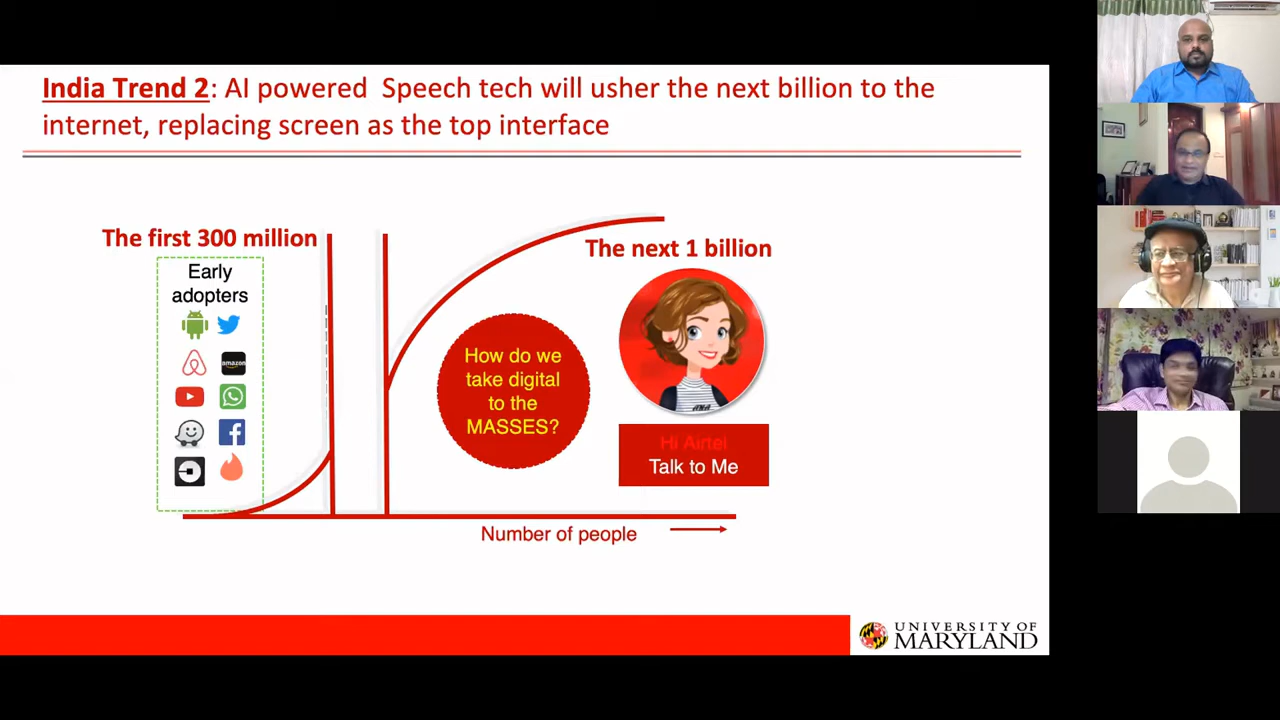 India Trend 2: AI powered  Speech tech will usher the next billion to the
internet, replacing screen as the top interface
The first 300 million
Early
adopters
amazon
How do we
take digital
to the
MASSES?
The next 1 billion
Hi Airtel
Talk to Me
Number of people
UNIVERSITY OF
MARYLAND